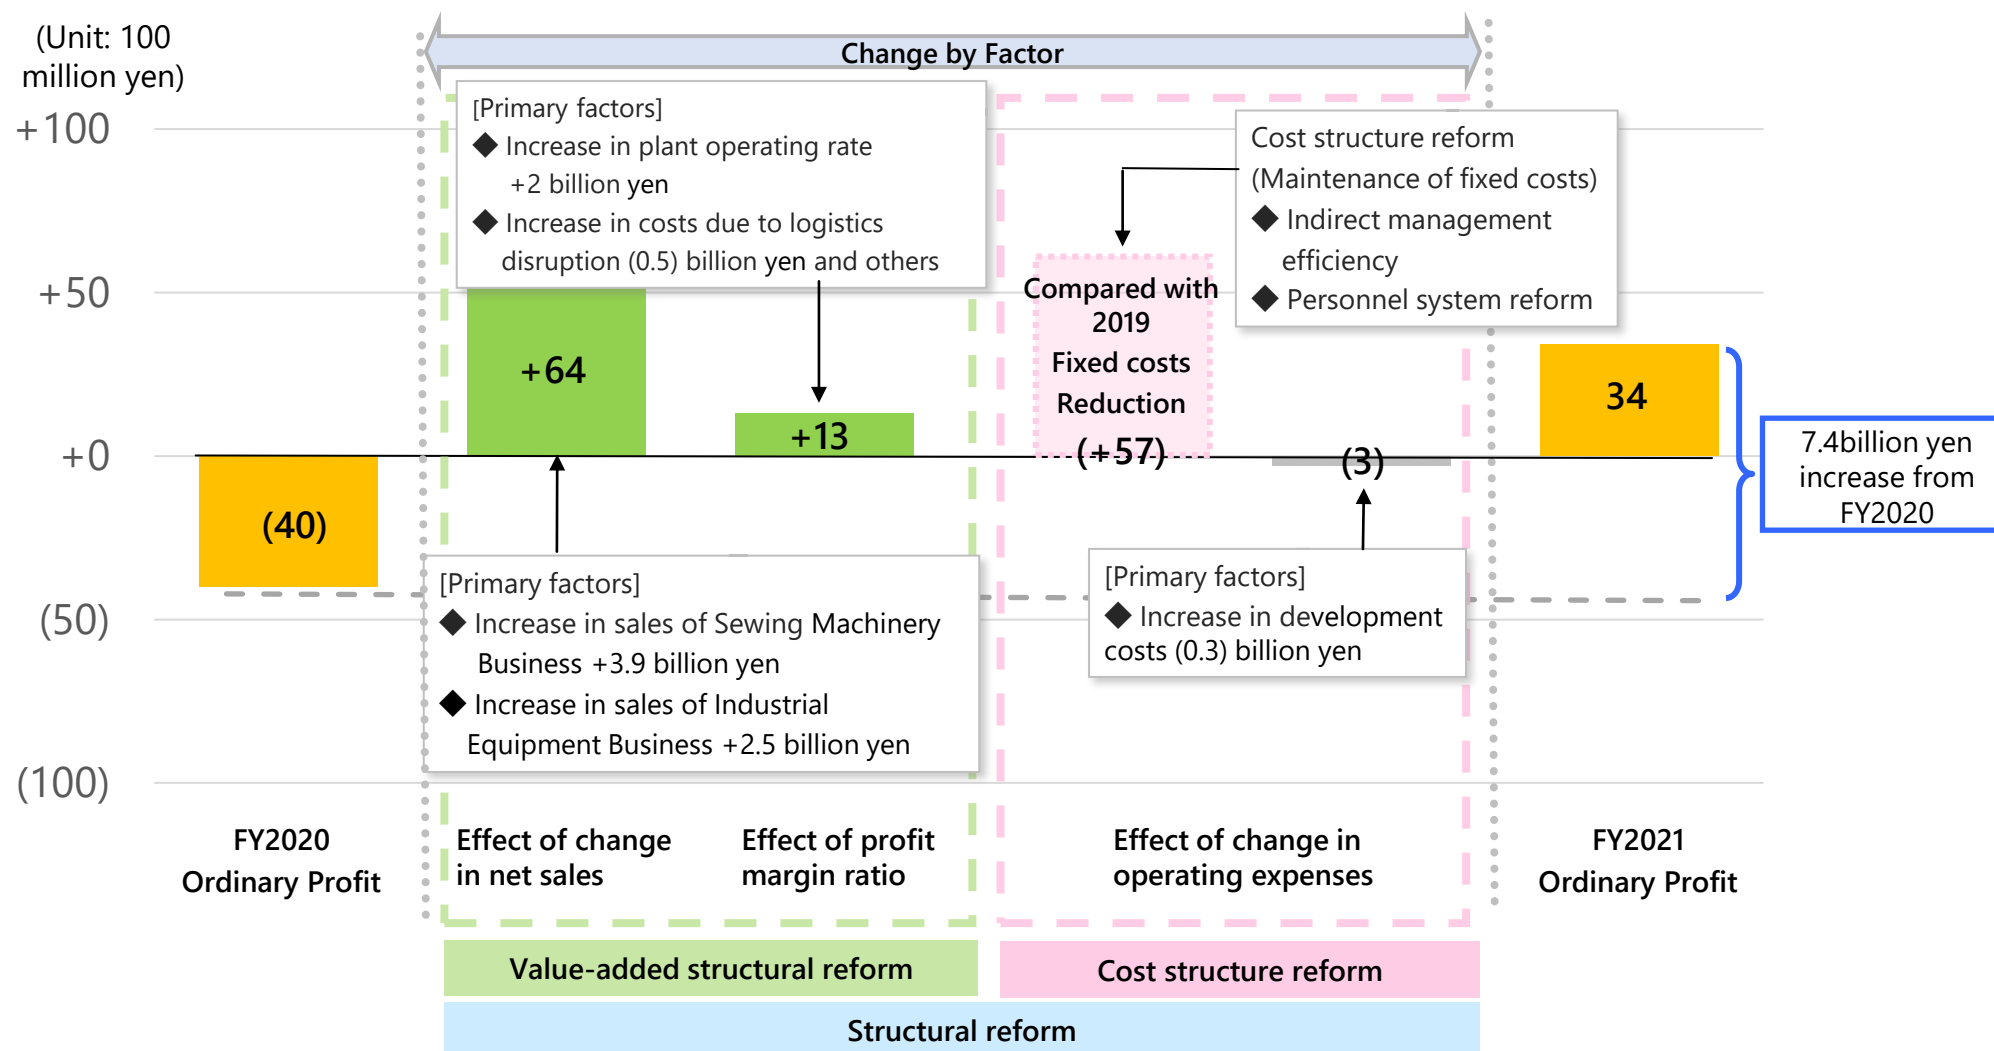 (Unit: 100
million yen)
Change by Factor
+100
+50
+0
(50)
(100)
[Primary factors]
◆ Increase in plant operating rate
+2 billion yen
◆ Increase in costs due to logistics
disruption (0.5) billion yen and others
Cost structure reform
(Maintenance of fixed costs)
◆ Indirect management
efficiency
◆ Personnel system reform
Compared with
2019
Fixed costs
Reduction
(+57)
+64
+13
(3)
34
(40)
7.4billion yen
increase from
FY2020
[Primary factors]
◆ Increase in sales of Sewing Machinery
Business +3.9 billion yen
◆ Increase in sales of Industrial
Equipment Business +2.5 billion yen
[Primary factors]
◆ Increase in development
costs (0.3) billion yen
FY2020
Ordinary Profit
Effect of change
in net sales
Effect of profit
margin ratio
Effect of change in
operating expenses
FY2021
Ordinary Profit
Value-added structural reform
Cost structure reform
Structural reform